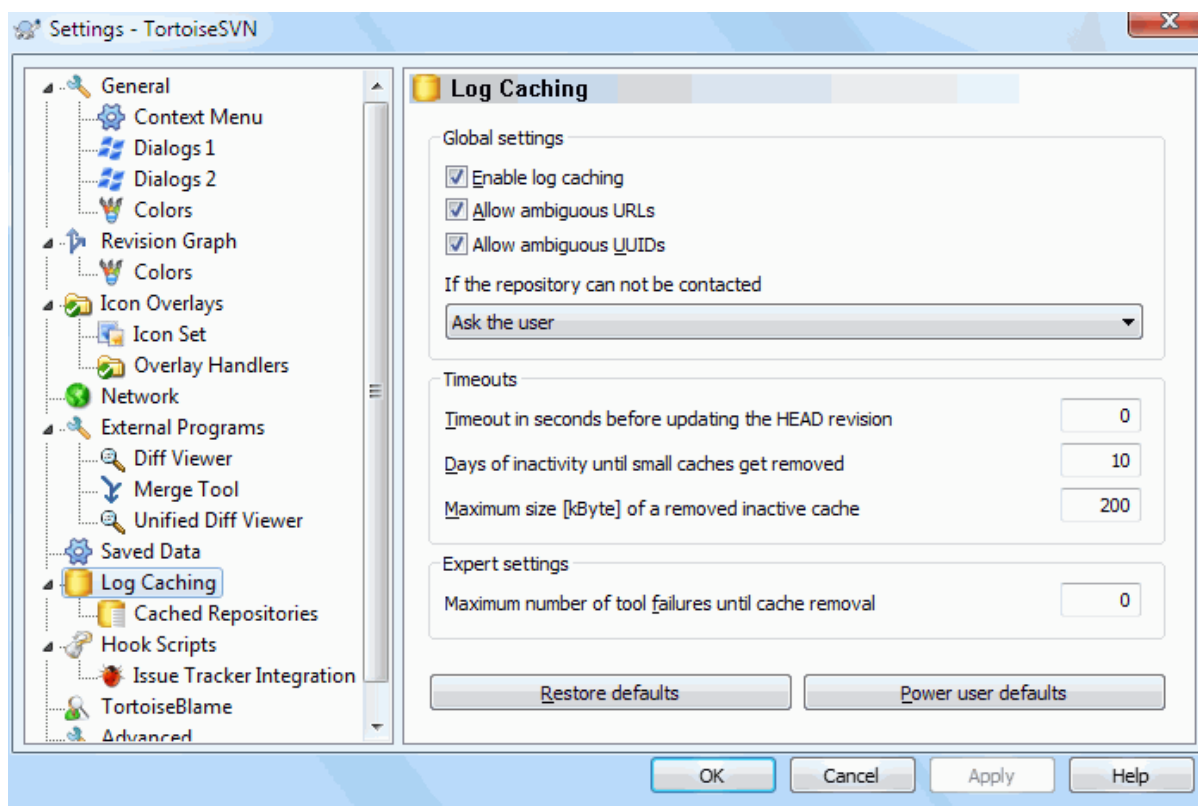 Settings - TortoiseSVN
General
Context Menu
Dialogs 1
Dialogs 2
Colors
Revision Graph
Colors
Icon Overlays
Icon Set
Overlay Handlers
Network
External Programs
Diff Viewer
Merge Tool
Unified Diff Viewer
Saved Data
Log Caching
Cached Repositories
Hook Scripts
Issue Tracker Integration
TortoiseBlame
Advanced
Log Caching
Global settings
Enable log caching
Allow ambiguous URLs
Allow ambiguous UUIDs
If the repository can not be contacted
Ask the user
Timeouts
Timeout in seconds before updating the HEAD revision 0
Days of inactivity until small caches get removed 10
Maximum size [kByte] of a removed inactive cache 200
Expert settings
Maximum number of tool failures until cache removal 0
Restore defaults Power user defaults
OK Cancel Apply Help